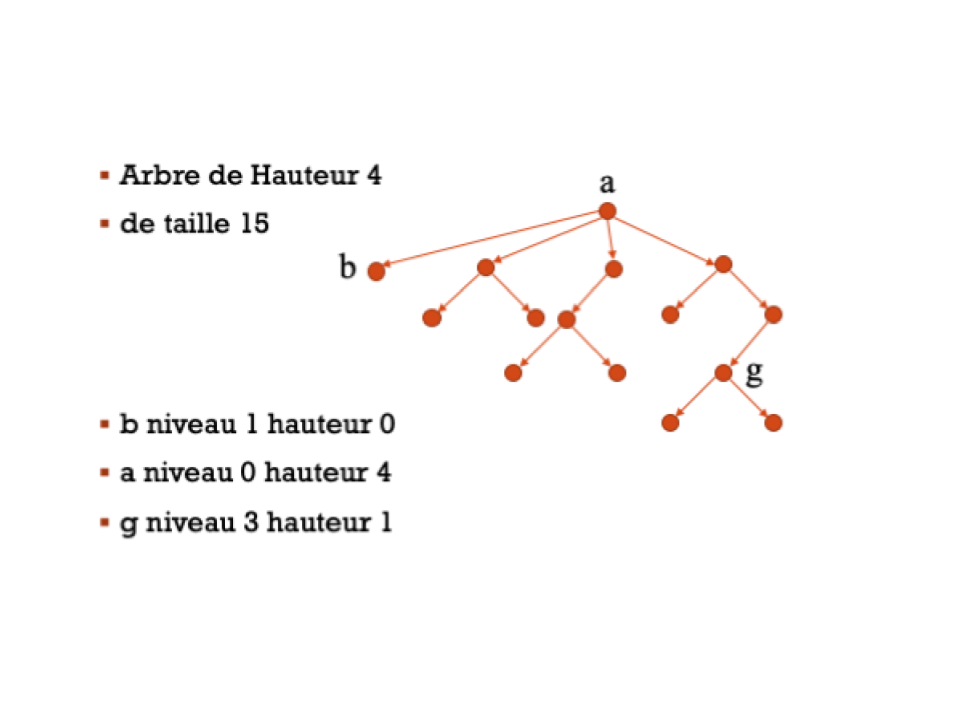 Arbre de Hauteur 4
de taille 15
a
b
g
b niveau 1 hauteur 0
a niveau 0 hauteur 4
g niveau 3 hauteur 1